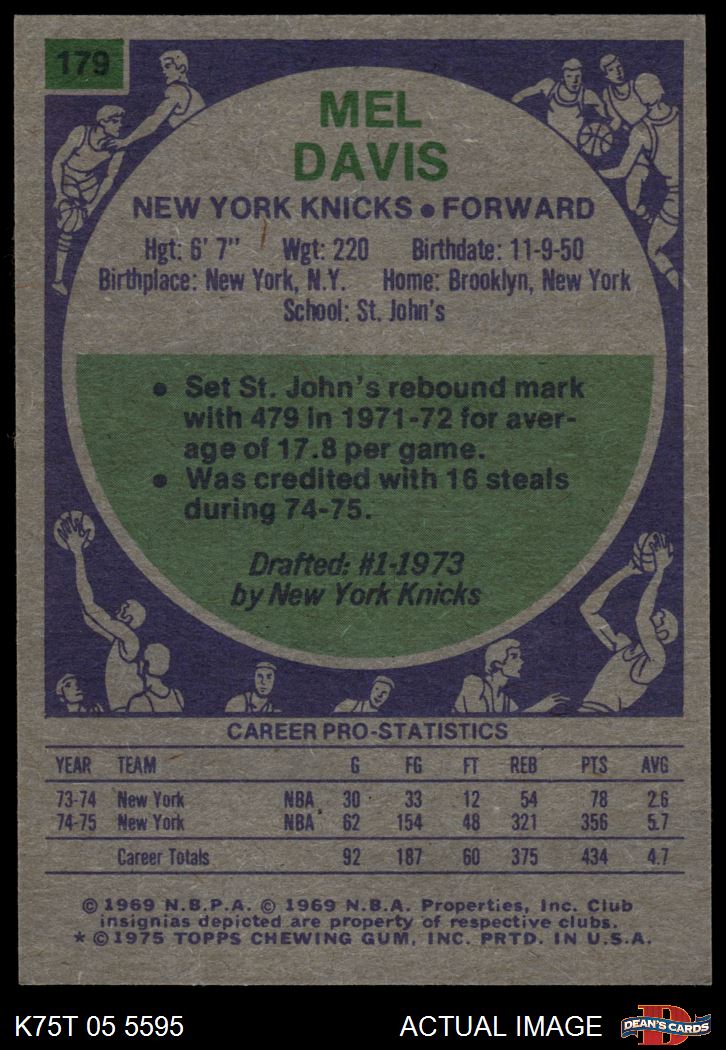 179
MEL
DAVIS
NEW YORK KNICKS • FORWARD
Hgt: 6' 7" Wgt: 220 Birthdate: 11-9-50
Birthplace: New York, N.Y. Home: Brooklyn, New York
School: St. John's
• Set St. John's rebound mark
with 479 in 1971-72 for aver-
age of 17.8 per game.
• Was credited with 16 steals
during 74-75.
Drafted: #1-1973
by New York Knicks
CAREER PRO-STATISTICS
YEAR TEAM G FG FT REB PTS AVG
73-74 New York NBA 30 33 12 54 78 2.6
74-75 New York NBA 62 154 48 321 356 5.7
Career Totals 92 187 60 375 434 4.7
© 1969 N.B.P.A. © 1969 N.B.A. Properties, Inc. Club
insignias depicted are property of respective clubs.
* © 1975 TOPPS CHEWING GUM, INC. PRTD. IN U.S.A.
K75T 05 5595 ACTUAL IMAGE
D
DEAN'S CARDS